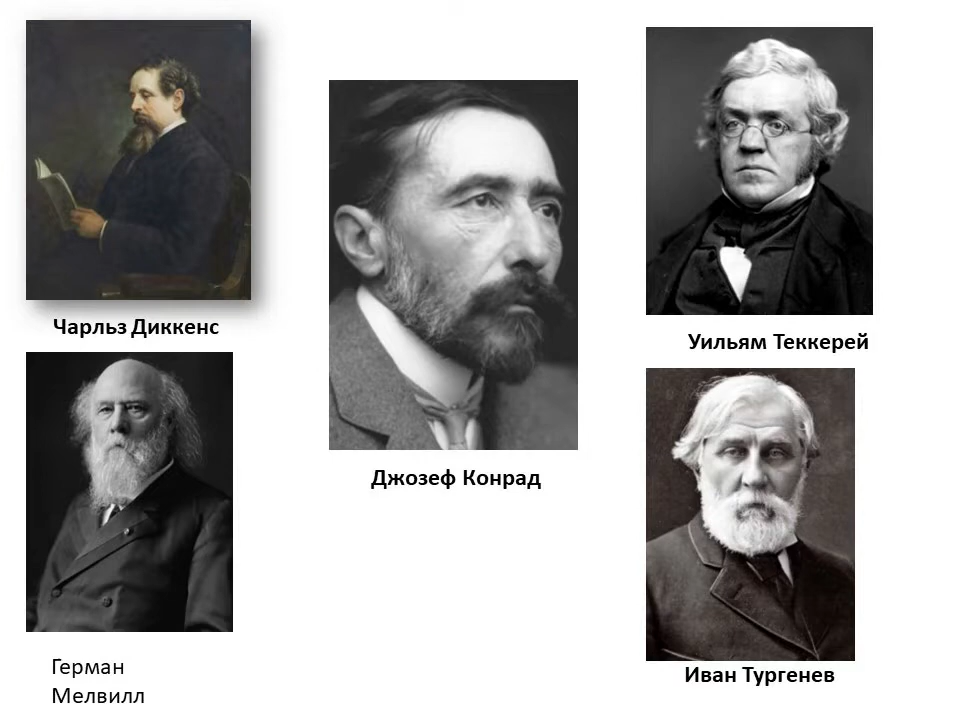 Чарльз Диккенс
Уильям Теккерей
Джозеф Конрад
Герман
Мелвилл
Иван Тургенев